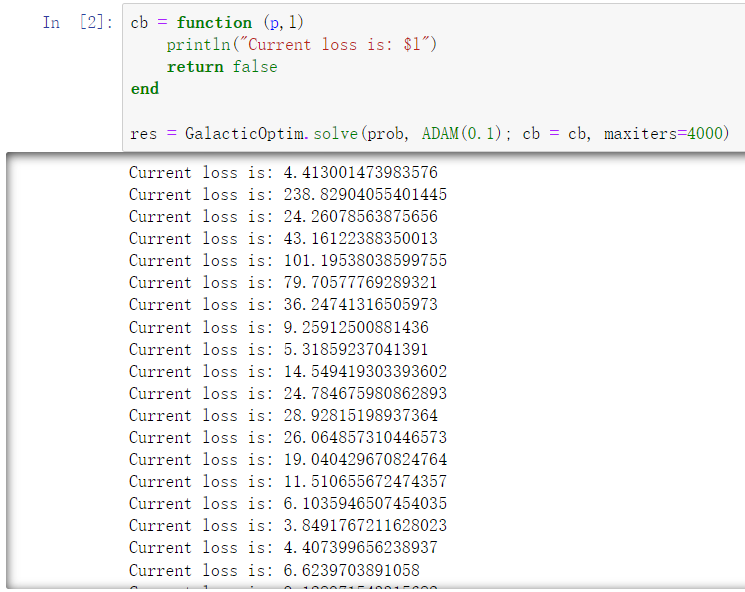 In [2]: cb = function (p,l)
    println("Current loss is: $l")
    return false
end
res = GalacticOptim.solve(prob, ADAM(0.1); cb = cb, maxiters=4000)
Current loss is: 4.413001473983576
Current loss is: 238.82904055401445
Current loss is: 24.26078563875656
Current loss is: 43.16122388350013
Current loss is: 101.19538038599755
Current loss is: 79.70577769289321
Current loss is: 36.24741316505973
Current loss is: 9.25912500881436
Current loss is: 5.31859237041391
Current loss is: 14.549419303393602
Current loss is: 24.784675980862893
Current loss is: 28.92815198937364
Current loss is: 26.064857310446573
Current loss is: 19.040429670824764
Current loss is: 11.510655672474357
Current loss is: 6.1035946507454035
Current loss is: 3.8491767211628023
Current loss is: 4.407399656238937
Current loss is: 6.6239703891058
Current loss is: